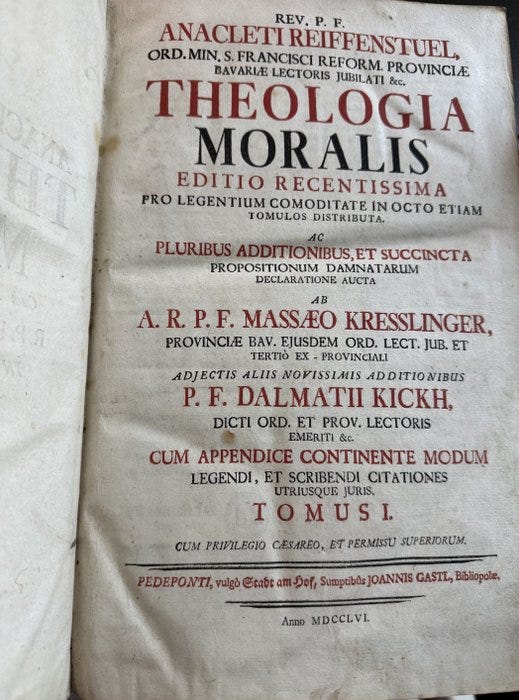 REV. P. F.
ANACLETI REIFFENSTUEL,
ORD. MIN. S. FRANCISCI REFORM. PROVINCIÆ
BAVARIÆ LECTORIS JUBILATI &c.
THEOLOGIA
MORALIS
EDITIO RECENTISSIMA
PRO LEGENTIUM COMODITATE IN OCTO ETIAM
TOMULOS DISTRIBUTA.
AC
PLURIBUS ADDITIONIBUS, ET SUCCINCTA
PROPOSITIONUM DAMNATARUM
DECLARATIONE AUCTA
AB
A. R. P. F. MASSÆO KRESSLINGER,
PROVINCIÆ BAV. EJUSDEM ORD. LECT. JUB. ET
TERTIÒ EX - PROVINCIALI
ADJECTIS ALIIS NOVISSIMIS ADDITIONIBUS
P. F. DALMATII KICKH,
DICTI ORD. ET PROV. LECTORIS
EMERITI &c.
CUM APPENDICE CONTINENTE MODUM
LEGENDI, ET SCRIBENDI CITATIONES
UTRIUSQUE JURIS.
TOMUS I.
CUM PRIVILEGIO CÆSAREO, ET PERMISSU SUPERIORUM.
PEDEPONTI, vulgò Stadt am Hof, Sumptibûs JOANNIS GASTL, Bibliopolæ.
Anno MDCCLVI.